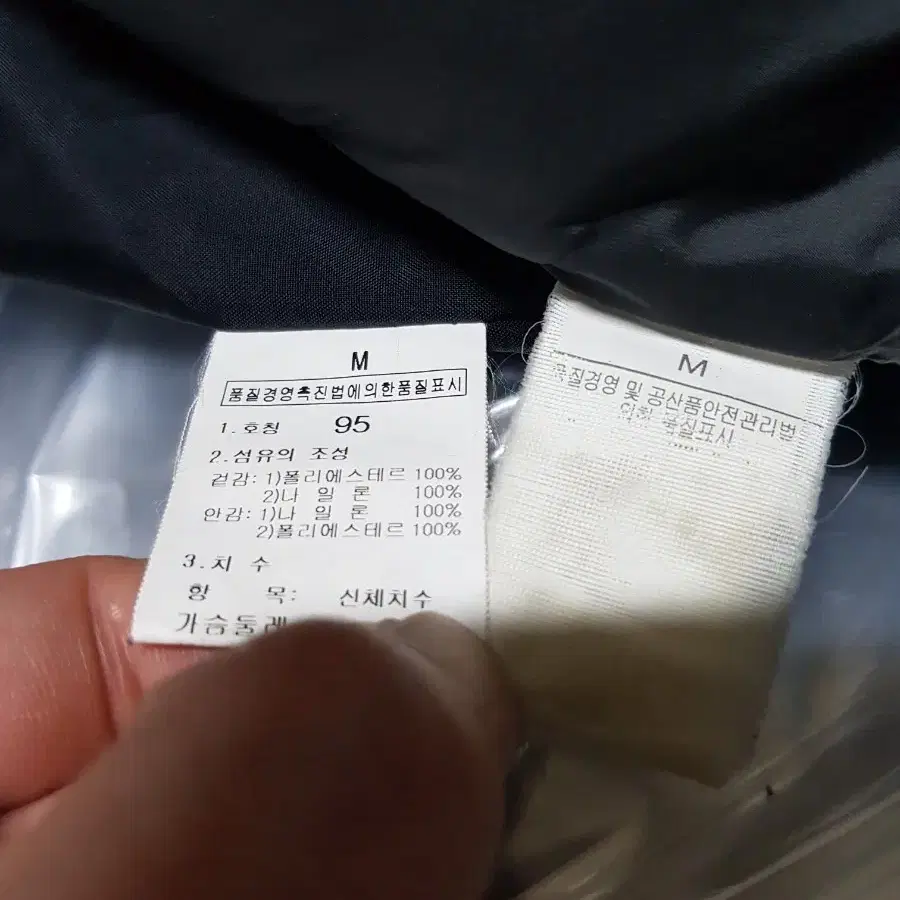 M
품질경영촉진법에의한품질표시
1.호칭 95
2.섬유의 조성
겉감: 1)폴리에스테르 100%
2)나 일 론 100%
안감: 1)나 일 론 100%
2)폴리에스테르 100%
3.치 수
항 목: 신체치수
가슴둘레
M
품질경영 및 공산품안전관리법
의한 품질표시